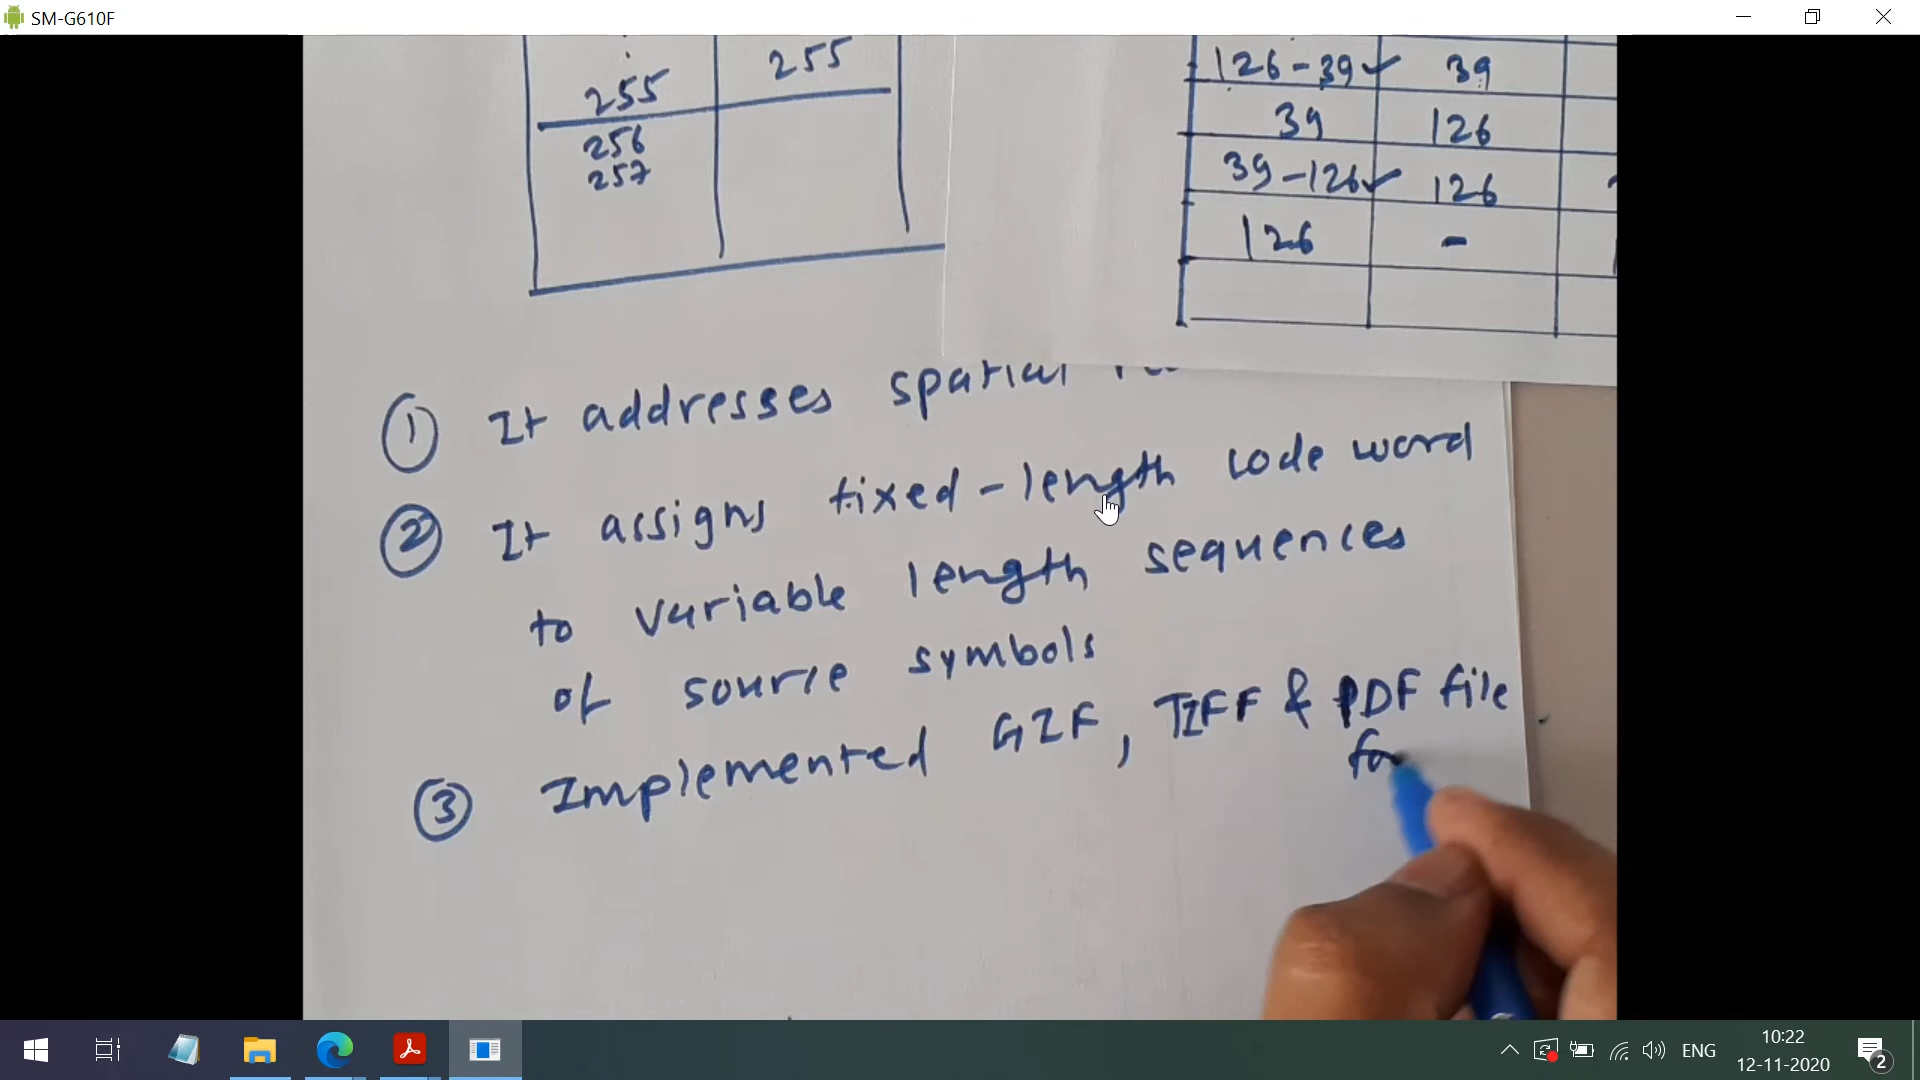 SM-G610F
255
255
256
257
126-39✓ 39
39 126
39-126✓ 126
126 -
① It addresses spatial
② It assigns fixed-length code word
to variable length sequences
of source symbols
③ Implemented GIF, TIFF & PDF file
fo
ENG
10:22
12-11-2020
2